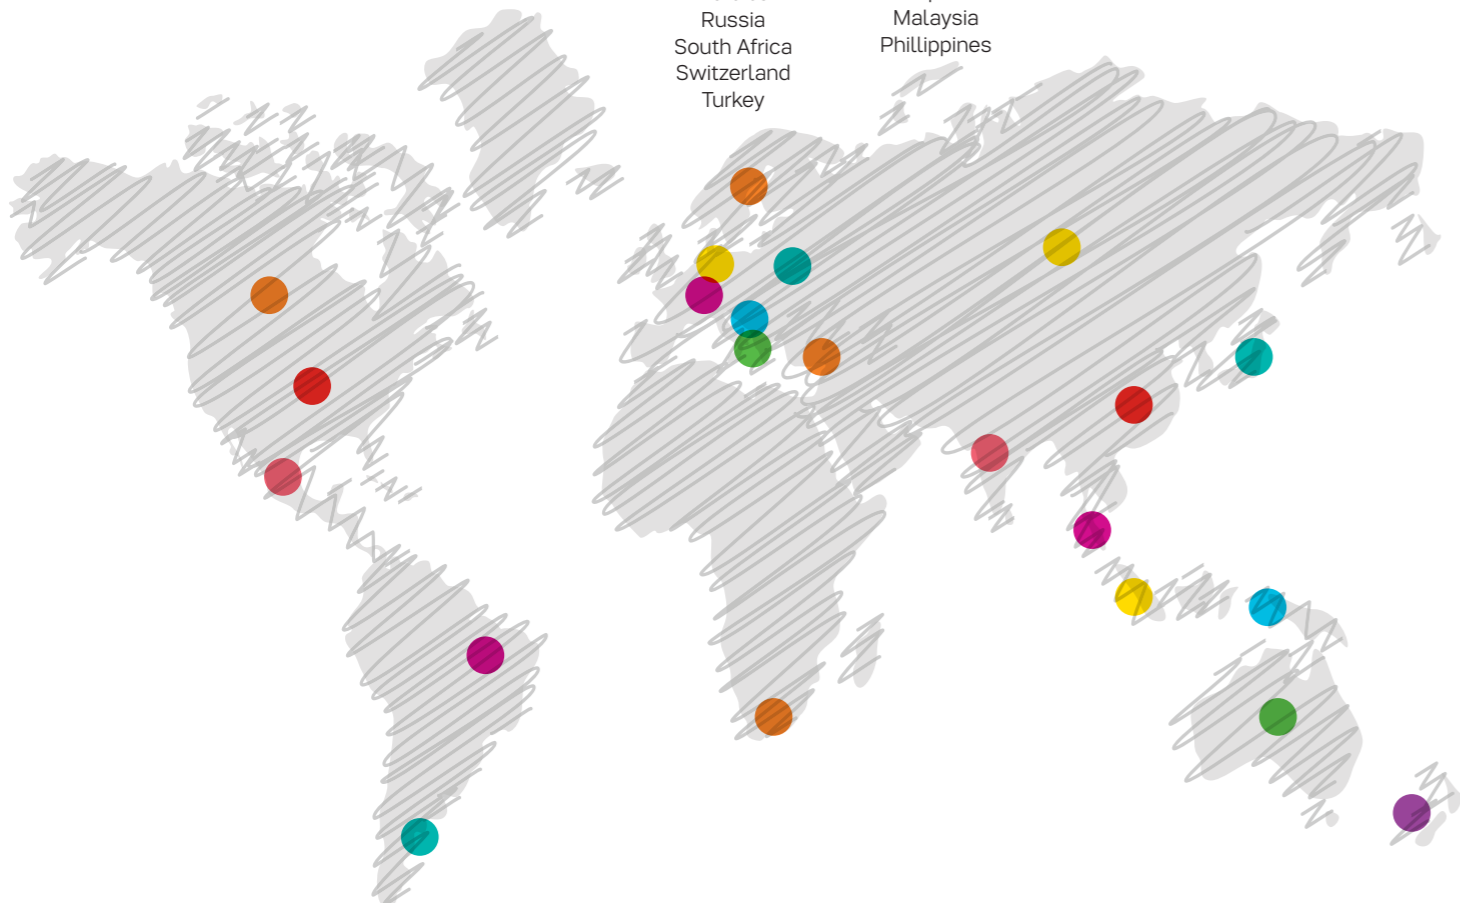 Russia
South Africa
Switzerland
Turkey
Malaysia
Phillippines